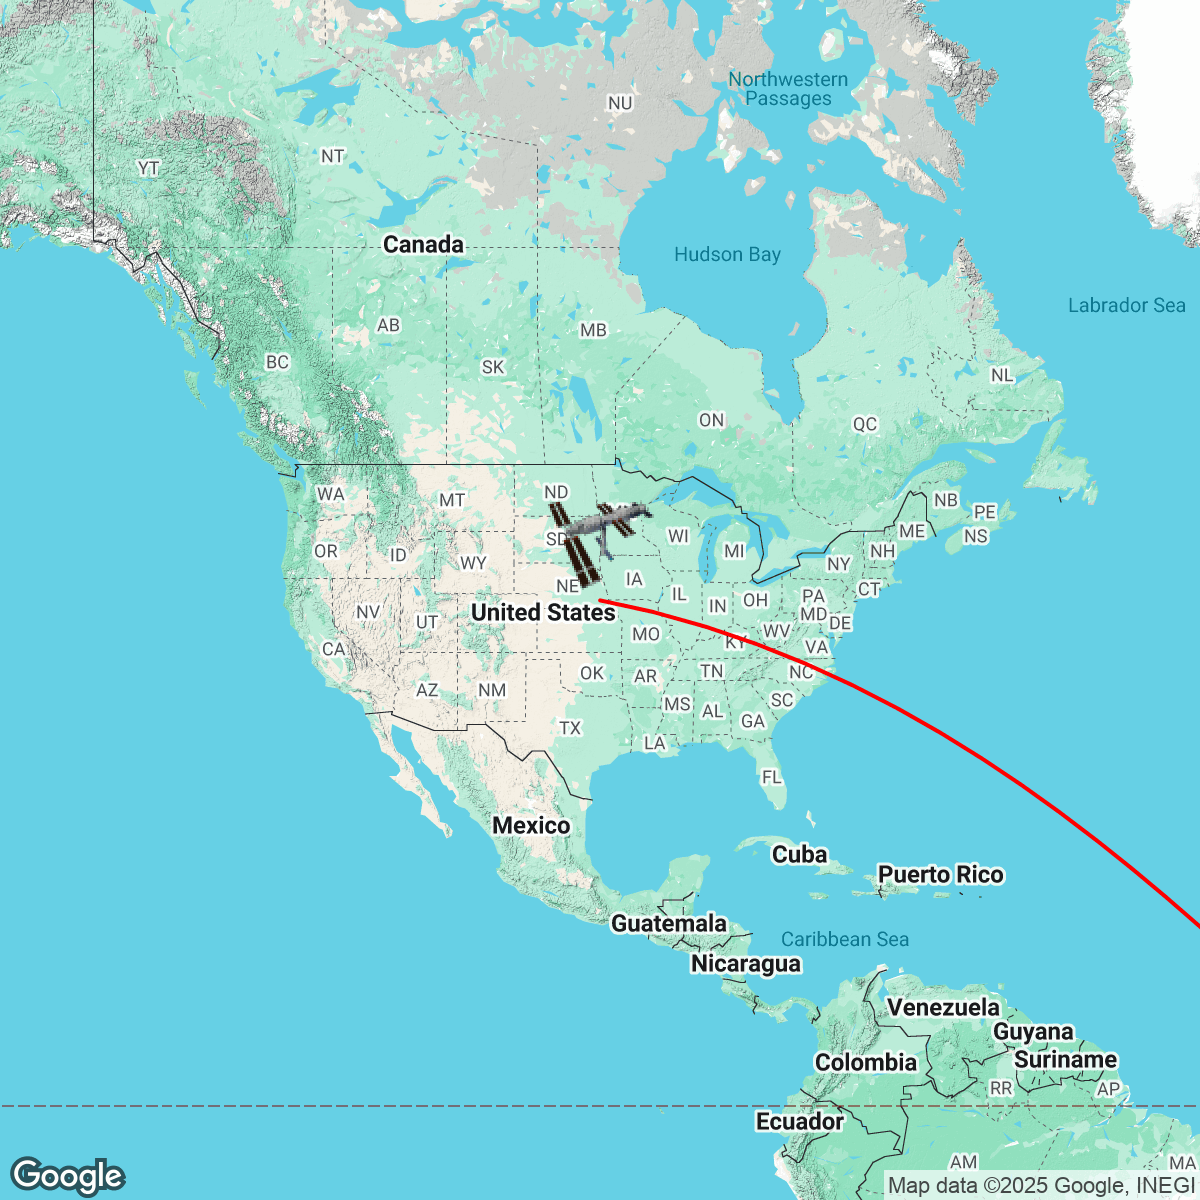 Northwestern
Passages
NU
NT
YT
Canada
Hudson Bay
Labrador Sea
AB
MB
BC
SK
NL
ON
QC
WA
MT
ND
NB
PE
ME
NS
OR
ID
SD
WI
MI
NH
NY
WY
NE
IA
IL
IN
OH
PA
CT
NV
UT
United States
MD
DE
MO
WV
KY
VA
CA
OK
AR
TN
NC
AZ
NM
MS
AL
SC
GA
TX
LA
FL
Mexico
Cuba
Puerto Rico
Guatemala
Caribbean Sea
Nicaragua
Venezuela
Guyana
Colombia
Suriname
RR
AP
Ecuador
AM
MA
Google
Map data ©2025 Google, INEGI